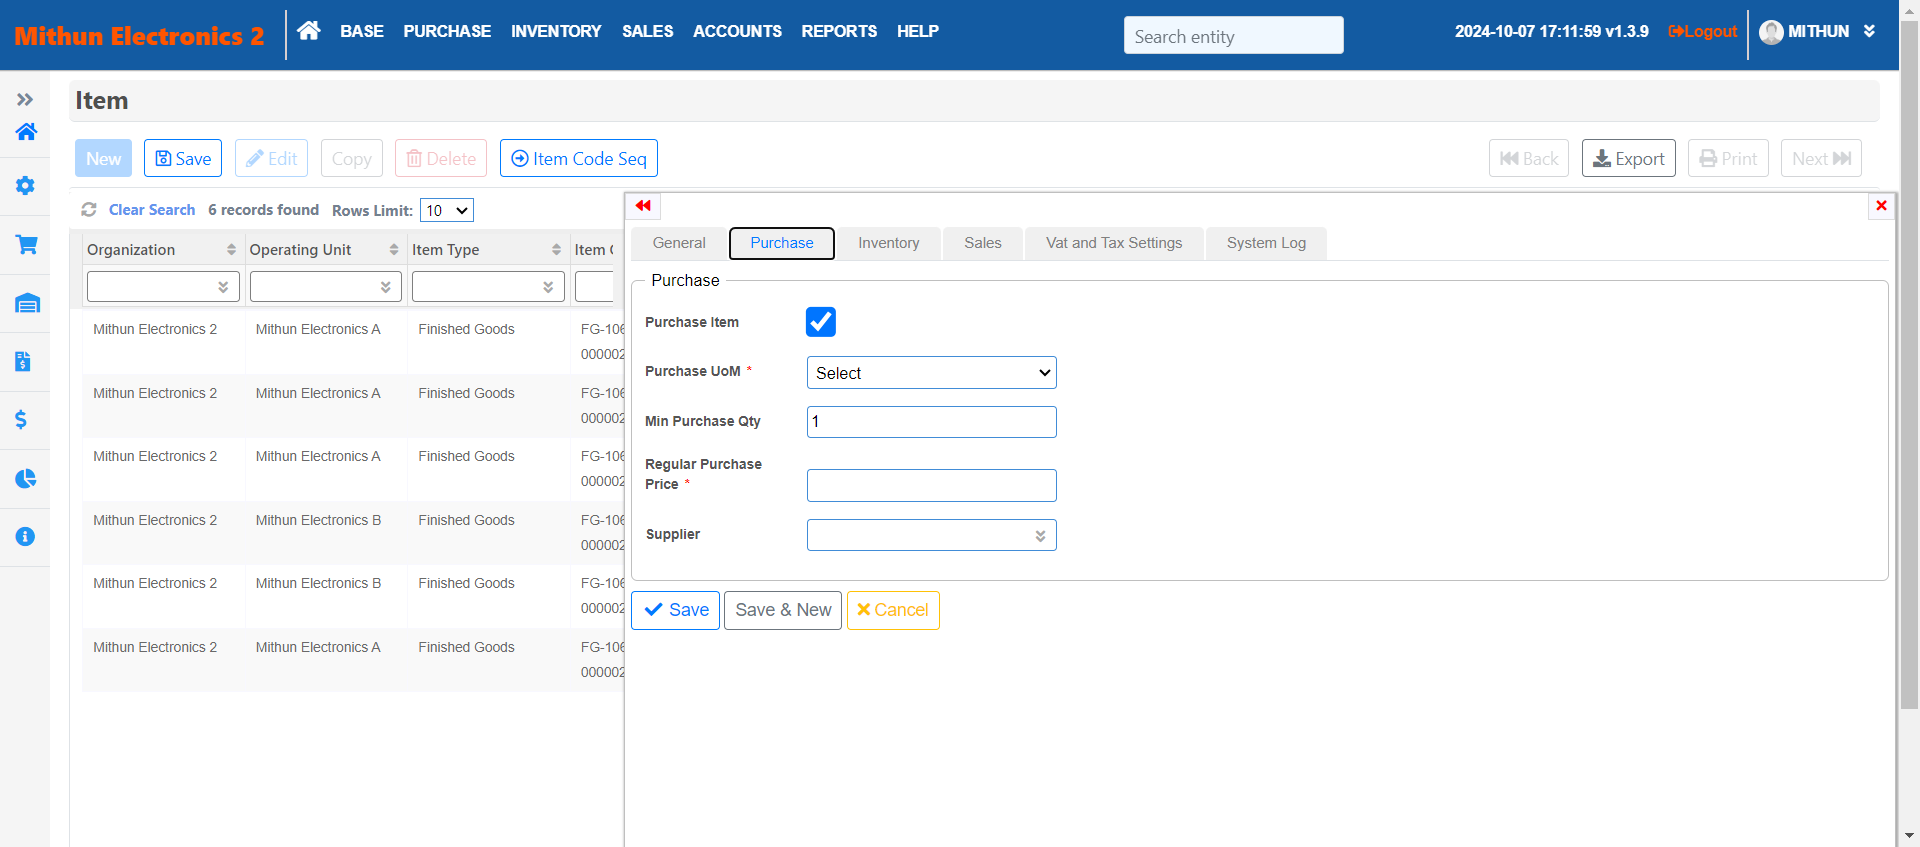 Mithun Electronics 2
BASE PURCHASE INVENTORY SALES ACCOUNTS REPORTS HELP
Search entity
2024-10-07 17:11:59 v1.3.9
Logout
MITHUN
Item
New Save Edit Copy Delete Item Code Seq
Back Export Print Next
Clear Search 6 records found Rows Limit: 10
Organization Operating Unit Item Type Item
Mithun Electronics 2 Mithun Electronics A Finished Goods FG-106
000002
Mithun Electronics 2 Mithun Electronics A Finished Goods FG-106
000002
Mithun Electronics 2 Mithun Electronics A Finished Goods FG-106
000002
Mithun Electronics 2 Mithun Electronics B Finished Goods FG-106
000002
Mithun Electronics 2 Mithun Electronics B Finished Goods FG-106
000002
Mithun Electronics 2 Mithun Electronics A Finished Goods FG-106
000002
General Purchase Inventory Sales Vat and Tax Settings System Log
Purchase
Purchase Item
Purchase UoM * Select
Min Purchase Qty 1
Regular Purchase
Price *
Supplier
Save Save & New Cancel